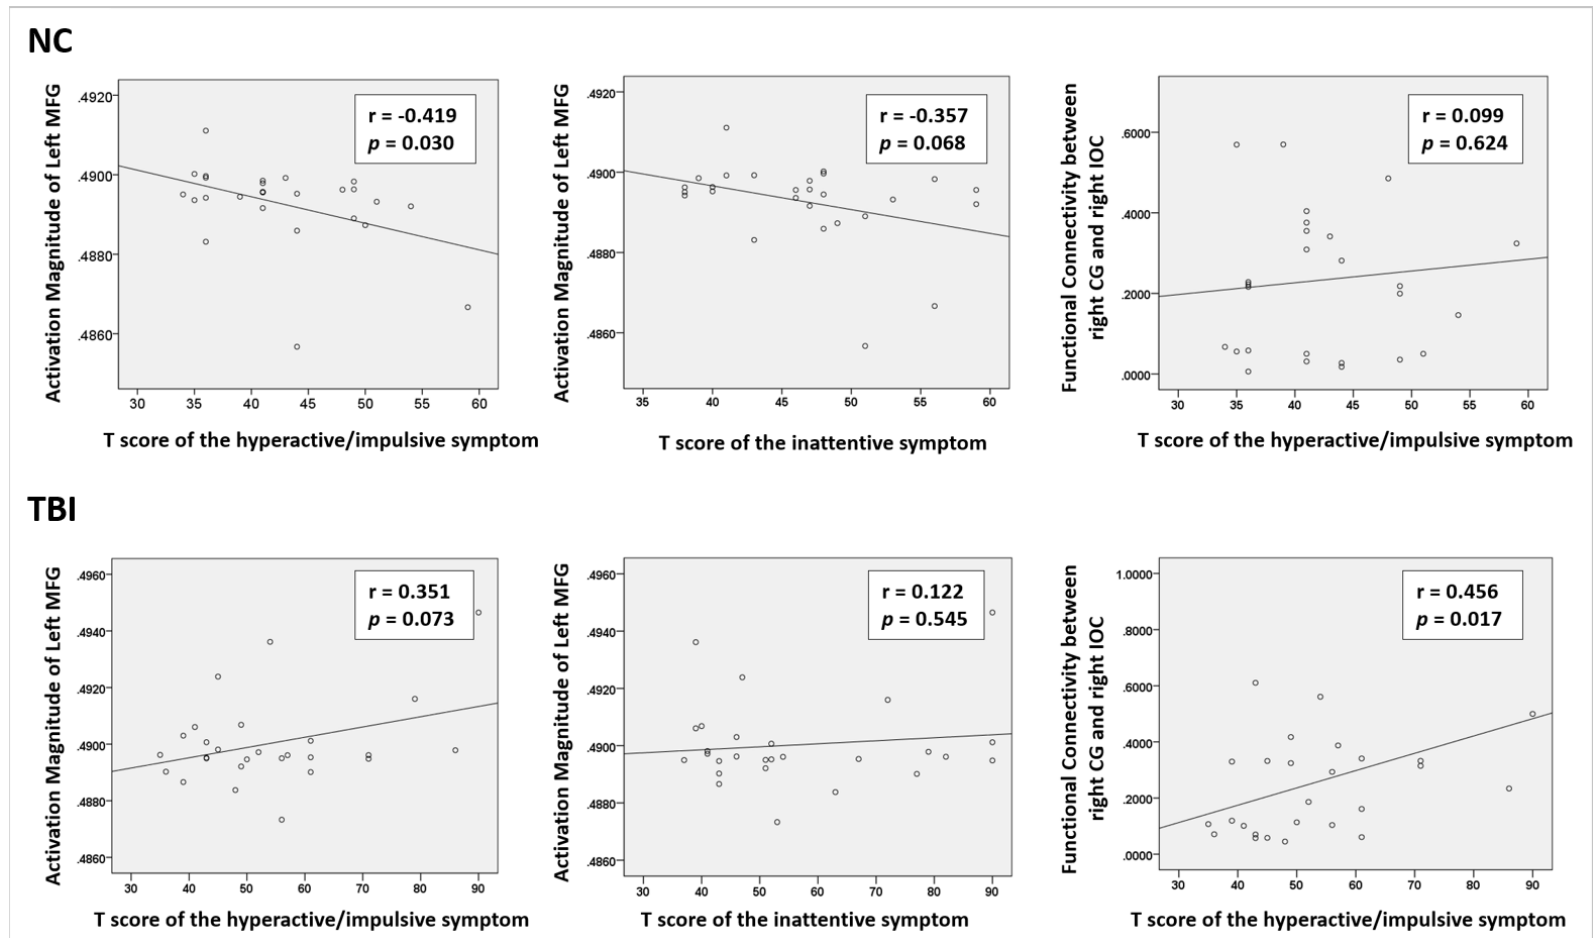 NC
Activation Magnitude of Left MFG
.4920
.4900
.4880
.4860
r = -0.419
p = 0.030
30 35 40 45 50 55 60
T score of the hyperactive/impulsive symptom
Activation Magnitude of Left MFG
.4920
.4900
.4880
.4860
r = -0.357
p = 0.068
35 40 45 50 55 60
T score of the inattentive symptom
Functional Connectivity between
right CG and right IOC
.6000
.4000
.2000
.0000
r = 0.099
p = 0.624
30 35 40 45 50 55 60
T score of the hyperactive/impulsive symptom
TBI
Activation Magnitude of Left MFG
.4960
.4940
.4920
.4900
.4880
.4860
r = 0.351
p = 0.073
30 40 50 60 70 80 90
T score of the hyperactive/impulsive symptom
Activation Magnitude of Left MFG
.4960
.4940
.4920
.4900
.4880
.4860
r = 0.122
p = 0.545
30 40 50 60 70 80 90
T score of the inattentive symptom
Functional Connectivity between
right CG and right IOC
1.0000
.8000
.6000
.4000
.2000
.0000
r = 0.456
p = 0.017
30 40 50 60 70 80 90
T score of the hyperactive/impulsive symptom